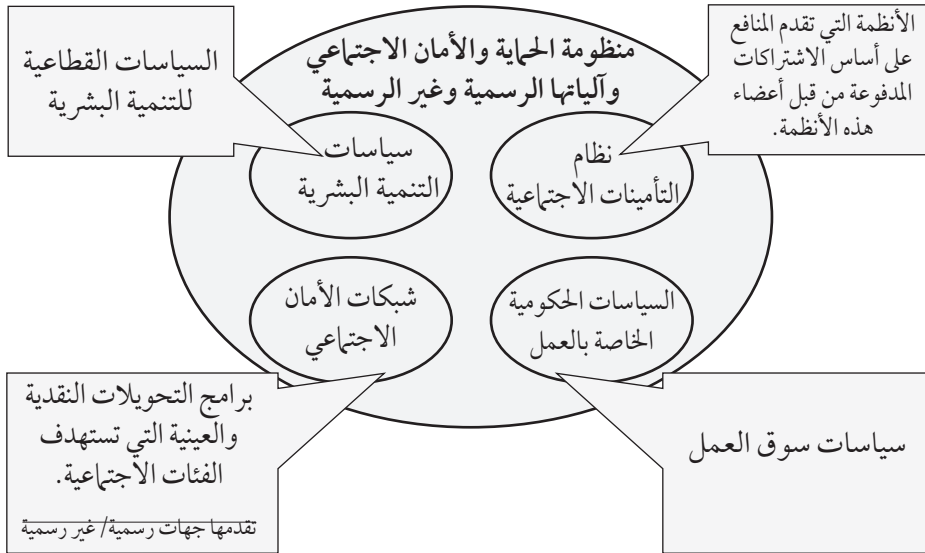 منظومة الحماية والأمان الاجتماعي
وآلياتها الرسمية وغير الرسمية
الأنظمة التي تقدم المنافع
على أساس الاشتراكات
المدفوعة من قبل أعضاء
هذه الأنظمة.
السياسات القطاعية
للتنمية البشرية
نظام
التأمينات الاجتماعية
سياسات
التنمية البشرية
السياسات الحكومية
الخاصة بالعمل
شبكات الأمان
الاجتماعي
سياسات سوق العمل
برامج التحويلات النقدية
والعينية التي تستهدف
الفئات الاجتماعية.
تقدمها جهات رسمية/ غير رسمية